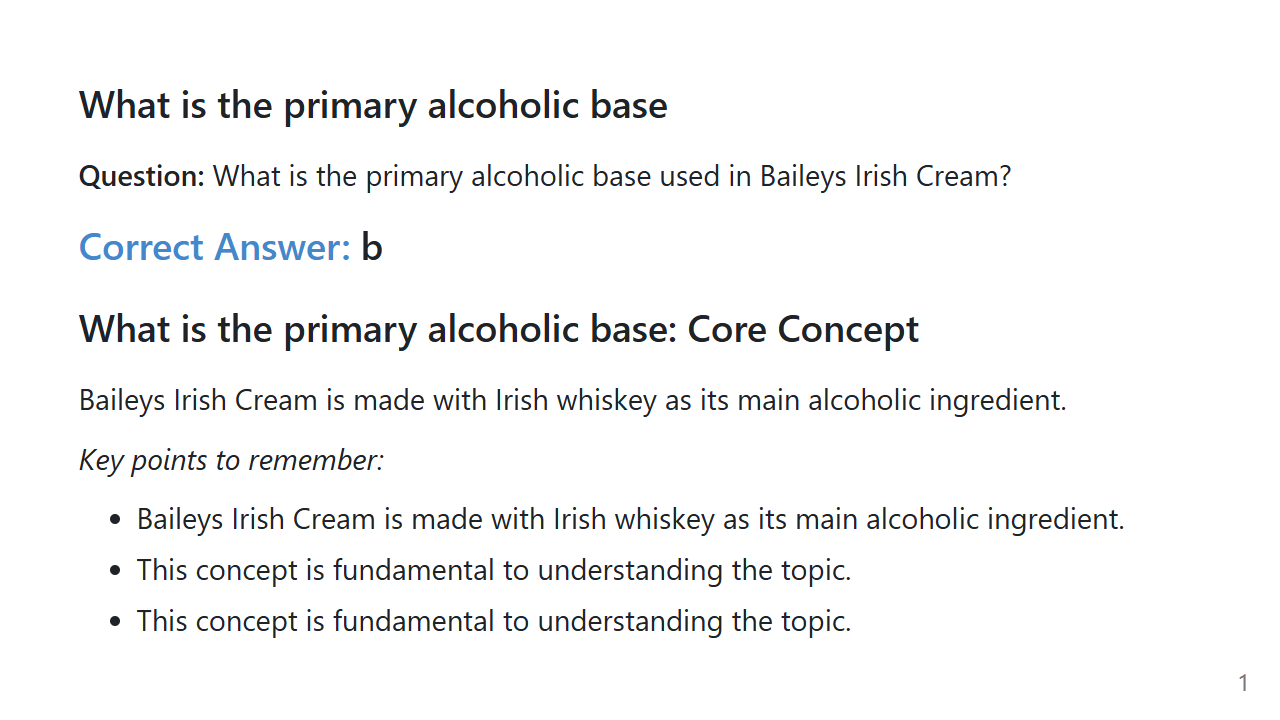 What is the primary alcoholic base
Question: What is the primary alcoholic base used in Baileys Irish Cream?
Correct Answer: b
What is the primary alcoholic base: Core Concept
Baileys Irish Cream is made with Irish whiskey as its main alcoholic ingredient.
Key points to remember:
• Baileys Irish Cream is made with Irish whiskey as its main alcoholic ingredient.
• This concept is fundamental to understanding the topic.
• This concept is fundamental to understanding the topic.
1